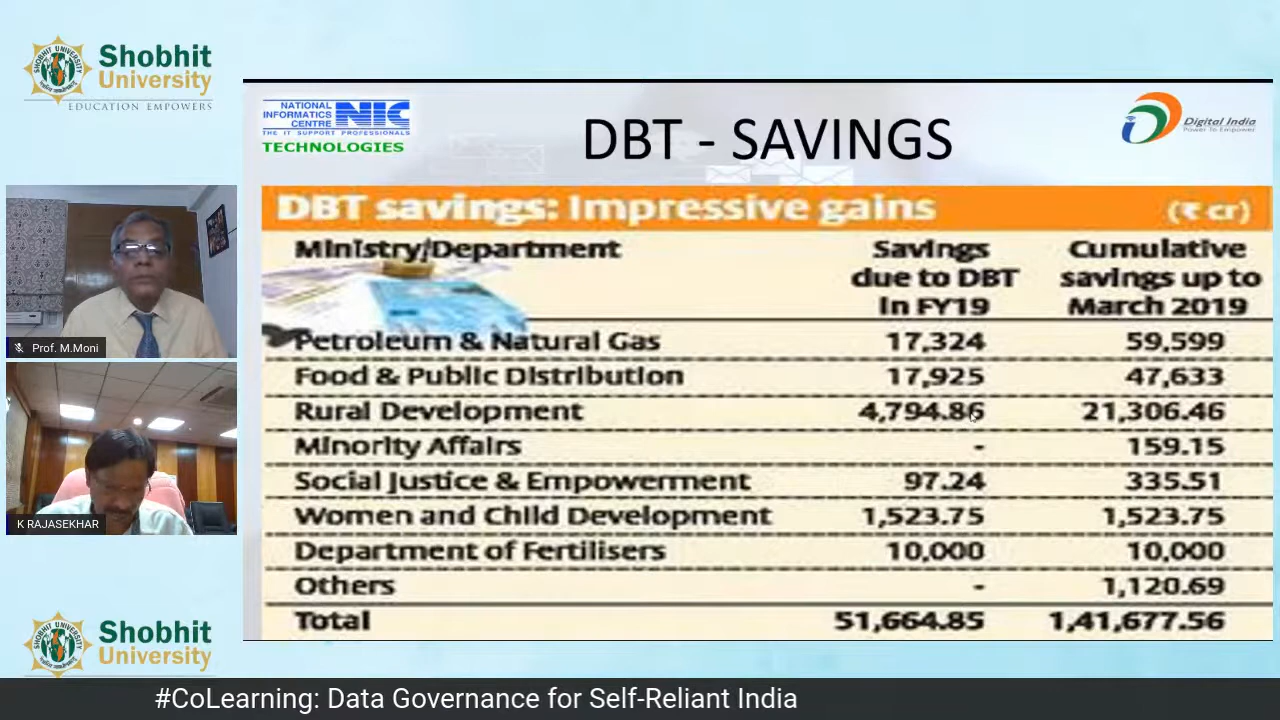 Shobhit
University
EDUCATION EMPOWERS
NATIONAL
INFORMATICS
CENTRE
NIC
THE IT SUPPORT PROFESSIONALS
TECHNOLOGIES
DBT - SAVINGS
Digital India
Power To Empower
DBT savings: Impressive gains (₹ cr)
Ministry/Department Savings due to DBT in FY19 Cumulative savings up to March 2019
Petroleum & Natural Gas 17,324 59,599
Food & Public Distribution 17,925 47,633
Rural Development 4,794.86 21,306.46
Minority Affairs - 159.15
Social Justice & Empowerment 97.24 335.51
Women and Child Development 1,523.75 1,523.75
Department of Fertilisers 10,000 10,000
Others - 1,120.69
Total 51,664.85 1,41,677.56
Prof. M.Moni
K RAJASEKHAR
Shobhit
University
#CoLearning: Data Governance for Self-Reliant India